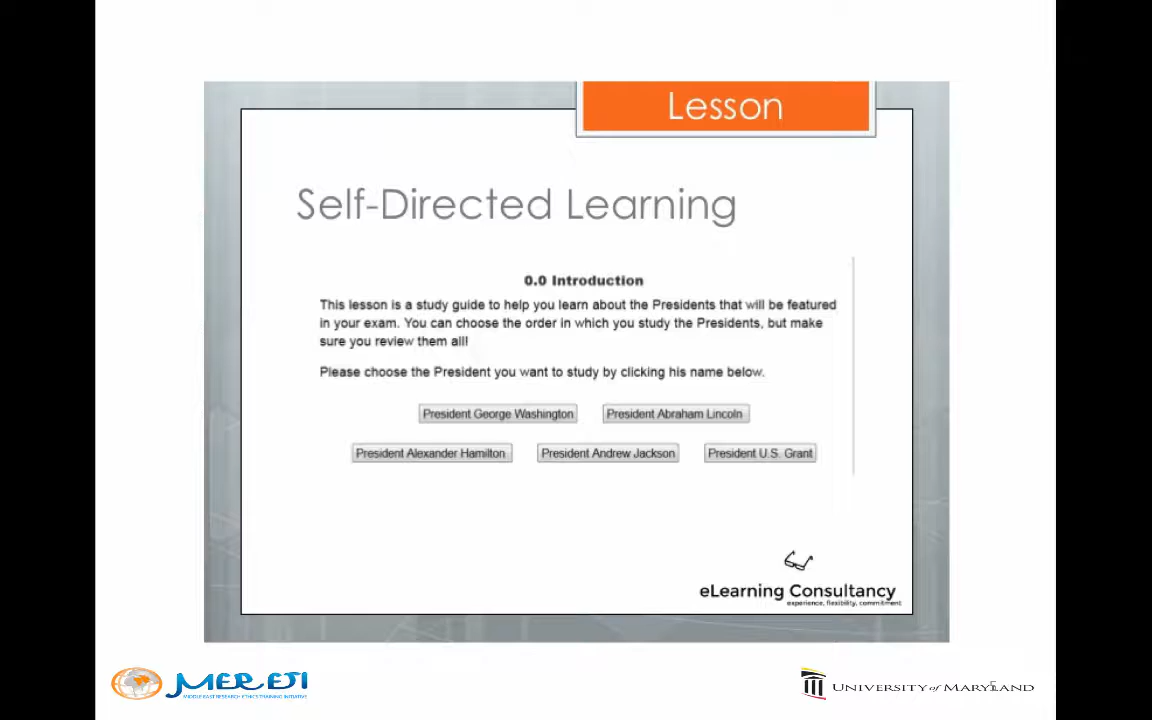 Lesson
Self-Directed Learning
0.0 Introduction
This lesson is a study guide to help you learn about the Presidents that will be featured
in your exam. You can choose the order in which you study the Presidents, but make
sure you review them all!
Please choose the President you want to study by clicking his name below.
President George Washington President Abraham Lincoln
President Alexander Hamilton President Andrew Jackson President U.S. Grant
eLearning Consultancy
experience, flexibility, commitment
MERETI
MIDDLE EAST RESEARCH ETHICS TRAINING INITIATIVE
UNIVERSITY of MARYLAND